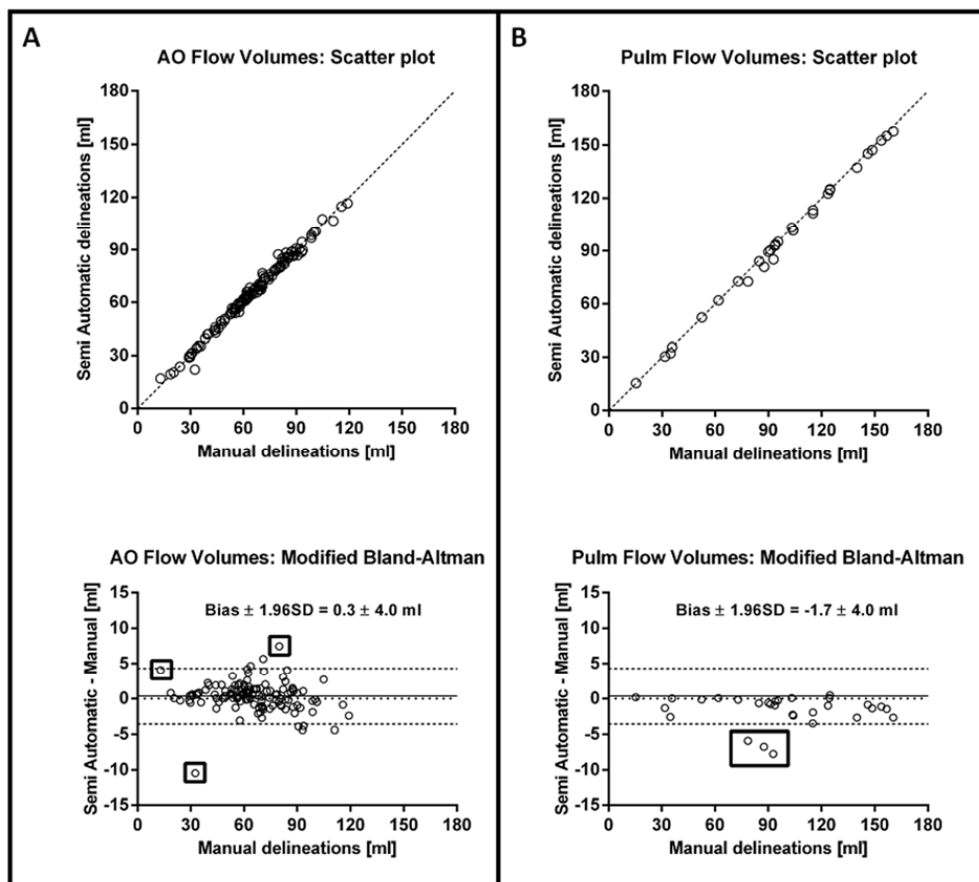 A
AO Flow Volumes: Scatter plot
Semi Automatic delineations [ml]
180
150
120
90
60
30
0
0 30 60 90 120 150 180
Manual delineations [ml]
AO Flow Volumes: Modified Bland-Altman
Bias ± 1.96SD = 0.3 ± 4.0 ml
Semi Automatic - Manual [ml]
15
10
5
0
-5
-10
-15
0 30 60 90 120 150 180
Manual delineations [ml]
B
Pulm Flow Volumes: Scatter plot
Semi Automatic delineations [ml]
180
150
120
90
60
30
0
0 30 60 90 120 150 180
Manual delineations [ml]
Pulm Flow Volumes: Modified Bland-Altman
Bias ± 1.96SD = -1.7 ± 4.0 ml
Semi Automatic - Manual [ml]
15
10
5
0
-5
-10
-15
0 30 60 90 120 150 180
Manual delineations [ml]